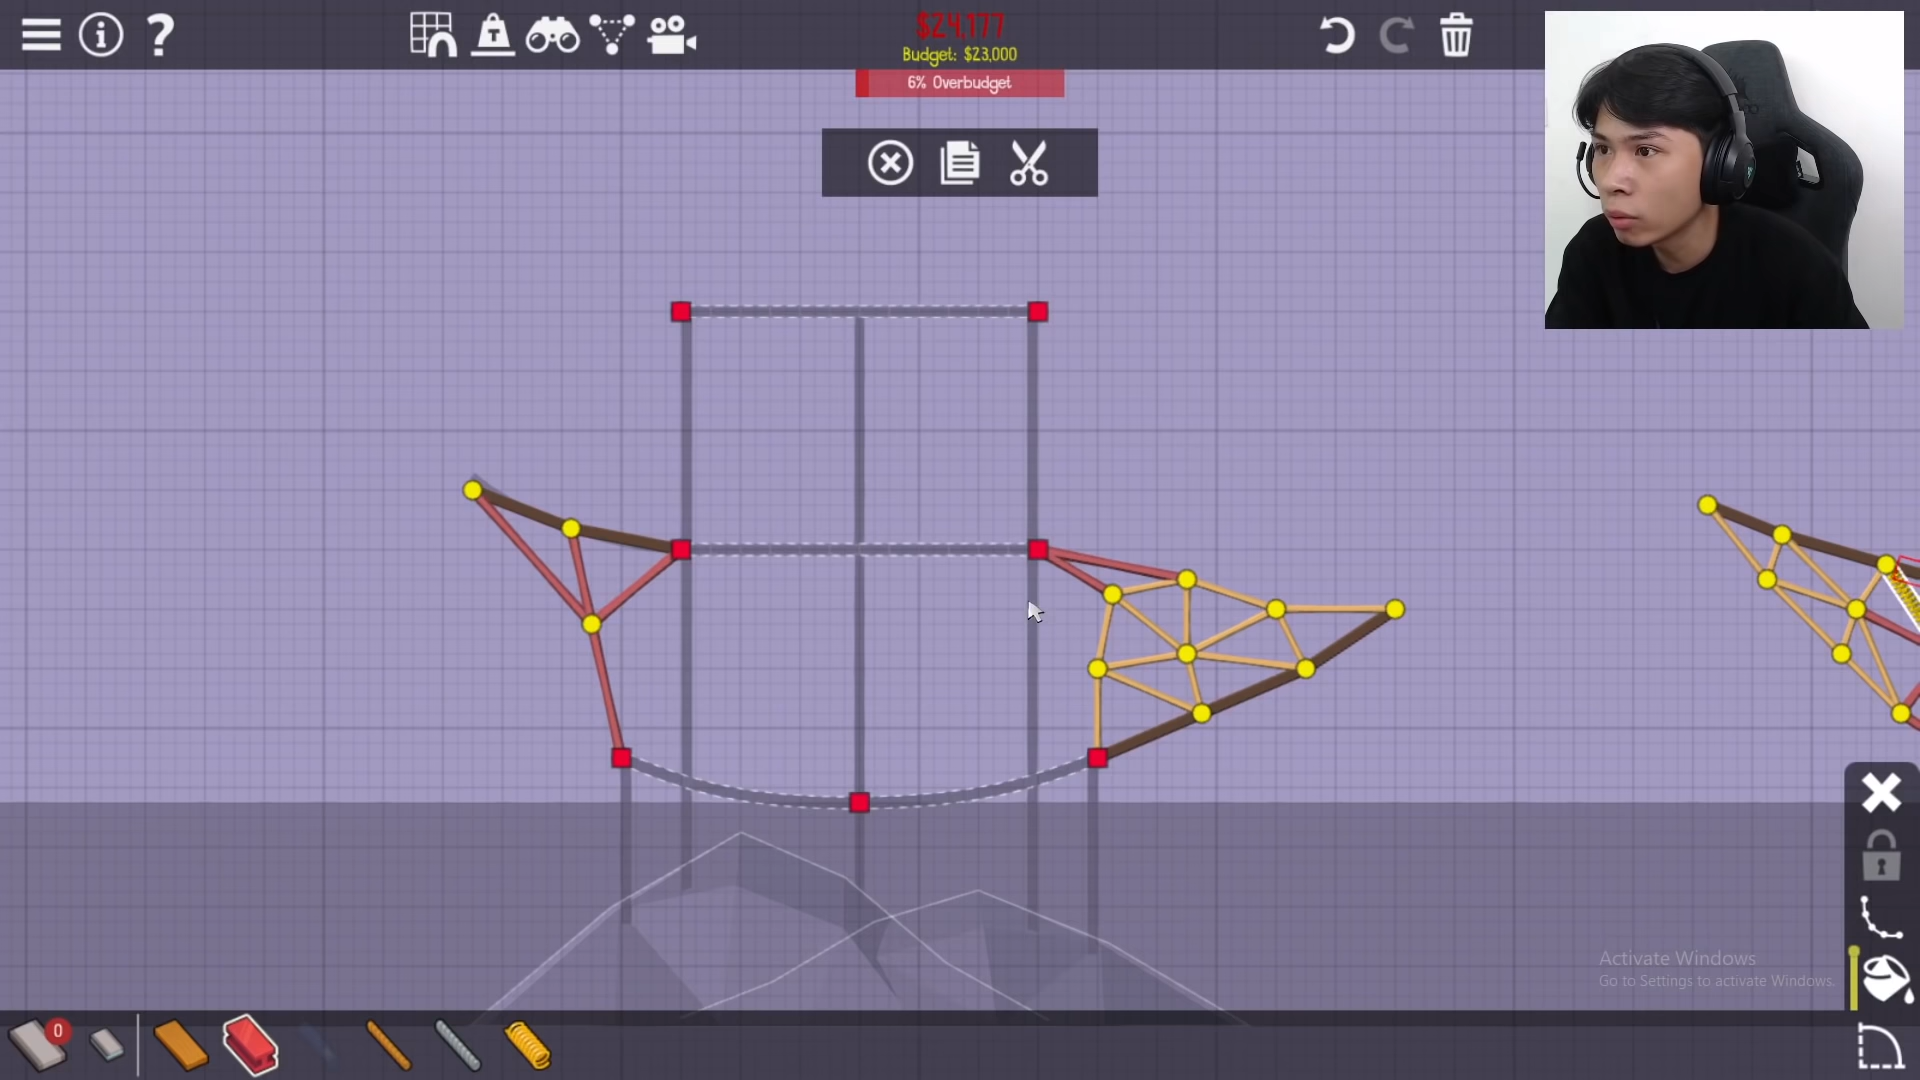 $24,177
Budget: $23,000
6% Overbudget
T
Activate Windows
Go to Settings to activate Windows.
0